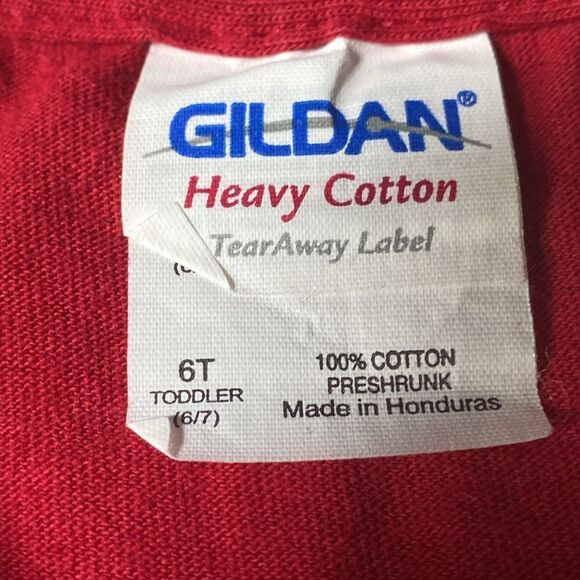 GILDAN®
Heavy Cotton
TearAway Label
6T
TODDLER
(6/7)
100% COTTON
PRESHRUNK
Made in Honduras